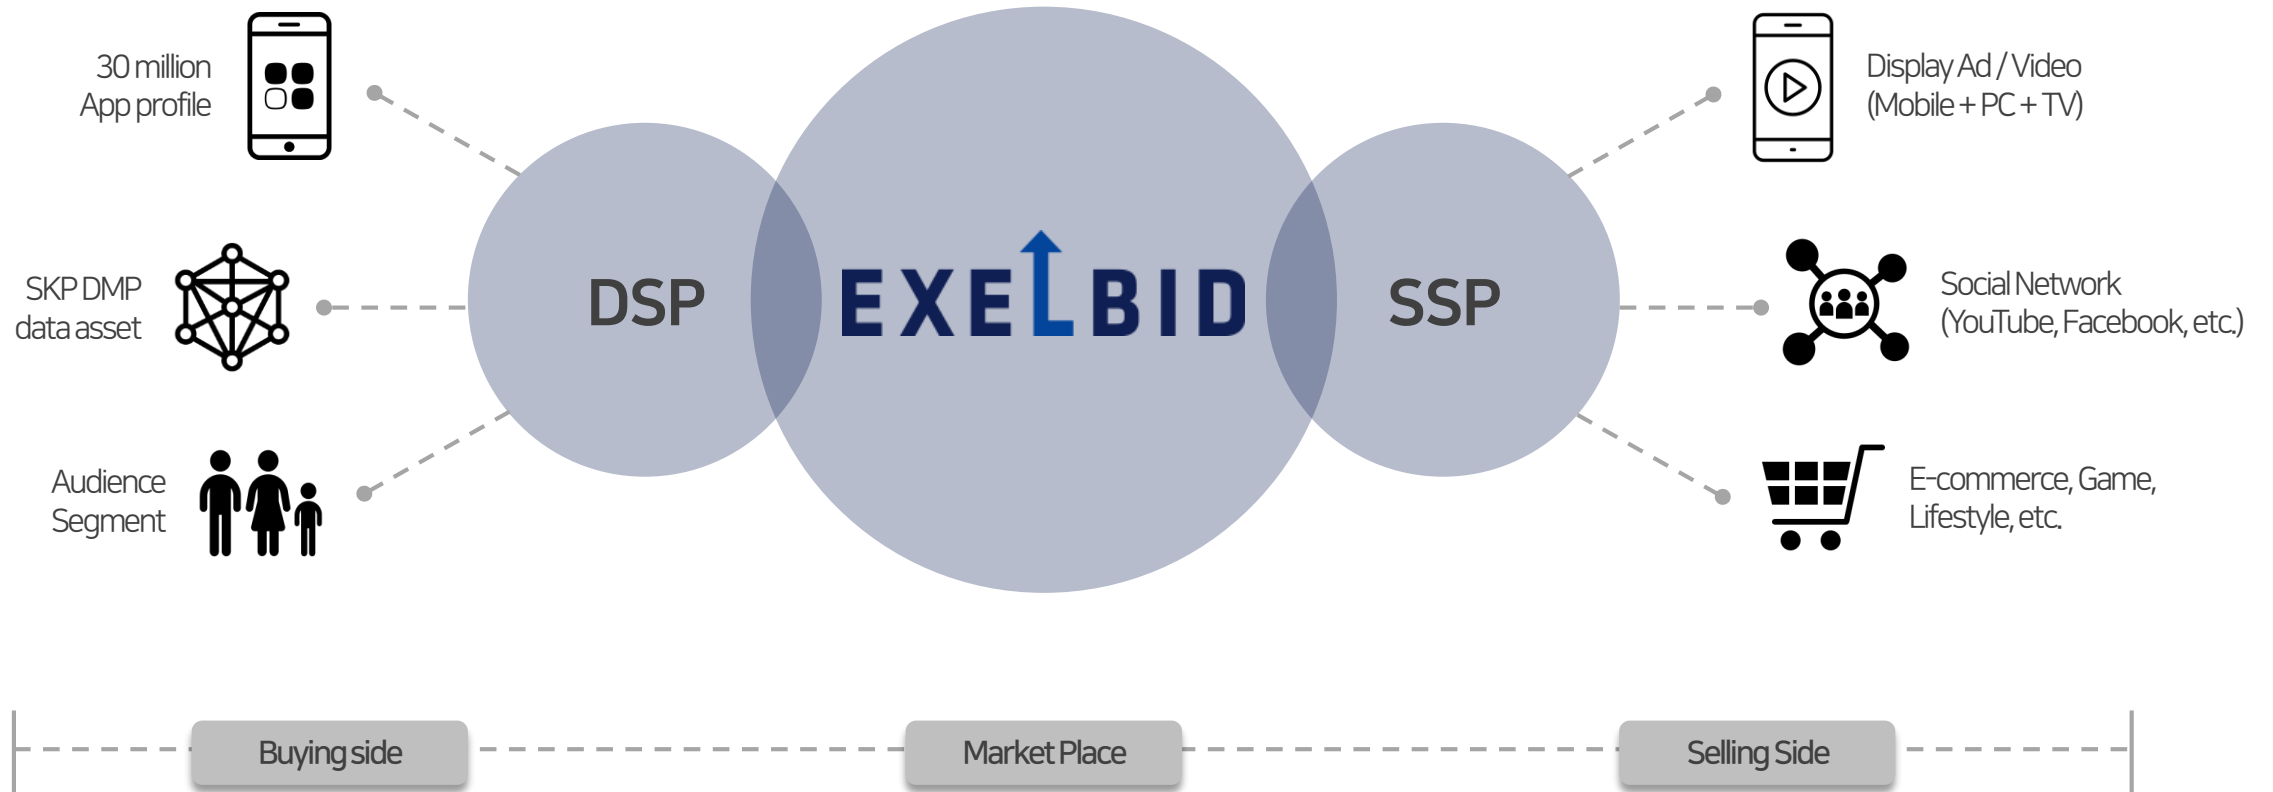 30 million
App profile
SKP DMP
data asset
Audience
Segment
DSP
EXELBID
SSP
Display Ad / Video
(Mobile + PC + TV)
Social Network
(YouTube, Facebook, etc.)
E-commerce, Game,
Lifestyle, etc.
Buying side
Market Place
Selling Side